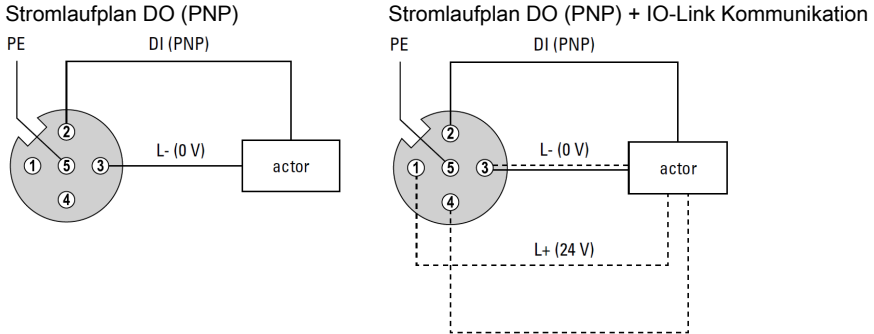 Stromlaufplan DO (PNP)
PE
DI (PNP)
2
1
5
3
L- (0 V)
actor
4
Stromlaufplan DO (PNP) + IO-Link Kommunikation
PE
DI (PNP)
2
1
5
3
L- (0 V)
actor
4
L+ (24 V)